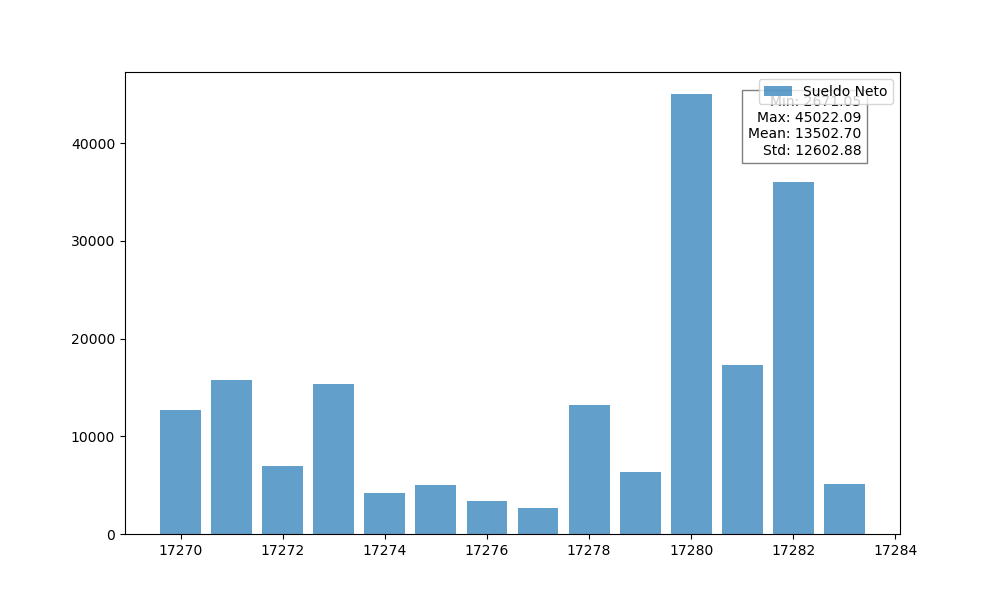 Sueldo Neto
Min: 2671.05
Max: 45022.09
Mean: 13502.70
Std: 12602.88
40000
30000
20000
10000
0
17270 17272 17274 17276 17278 17280 17282 17284